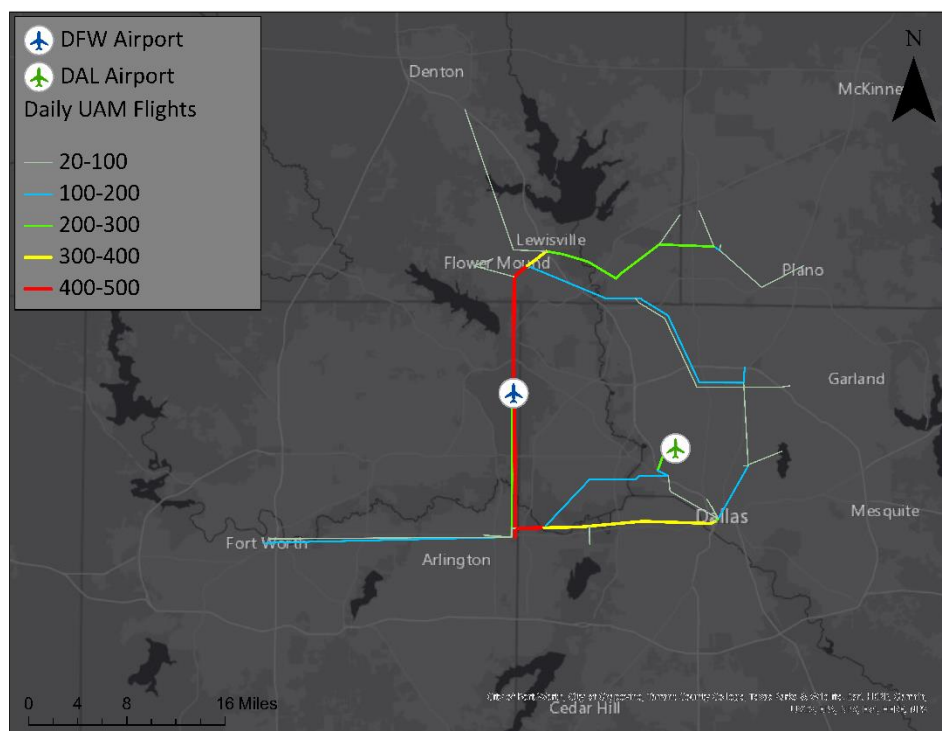 DFW Airport
DAL Airport
Daily UAM Flights
20-100
100-200
200-300
300-400
400-500
N
Denton
McKinne
Lewisville
Flower Mound
Plano
Garland
Dallas
Mesquite
Fort Worth
Arlington
Cedar Hill
0 4 8 16 Miles